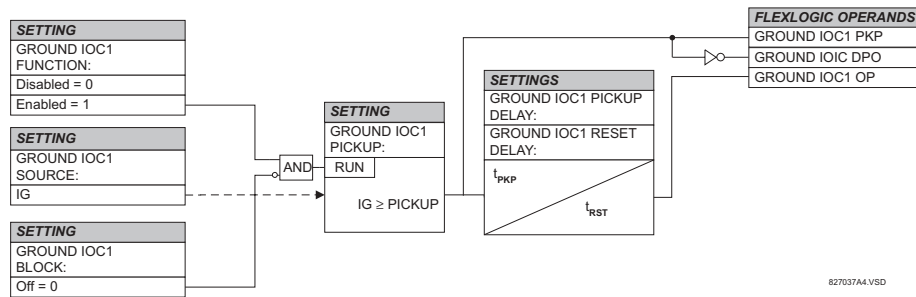 SETTING
GROUND IOC1
FUNCTION:
Disabled = 0
Enabled = 1
SETTING
GROUND IOC1
SOURCE:
IG
SETTING
GROUND IOC1
BLOCK:
Off = 0
AND
SETTING
GROUND IOC1
PICKUP:
RUN
IG ≥ PICKUP
SETTINGS
GROUND IOC1 PICKUP
DELAY:
GROUND IOC1 RESET
DELAY:
tPKP
tRST
FLEXLOGIC OPERANDS
GROUND IOC1 PKP
GROUND IOIC DPO
GROUND IOC1 OP
827037A4.VSD